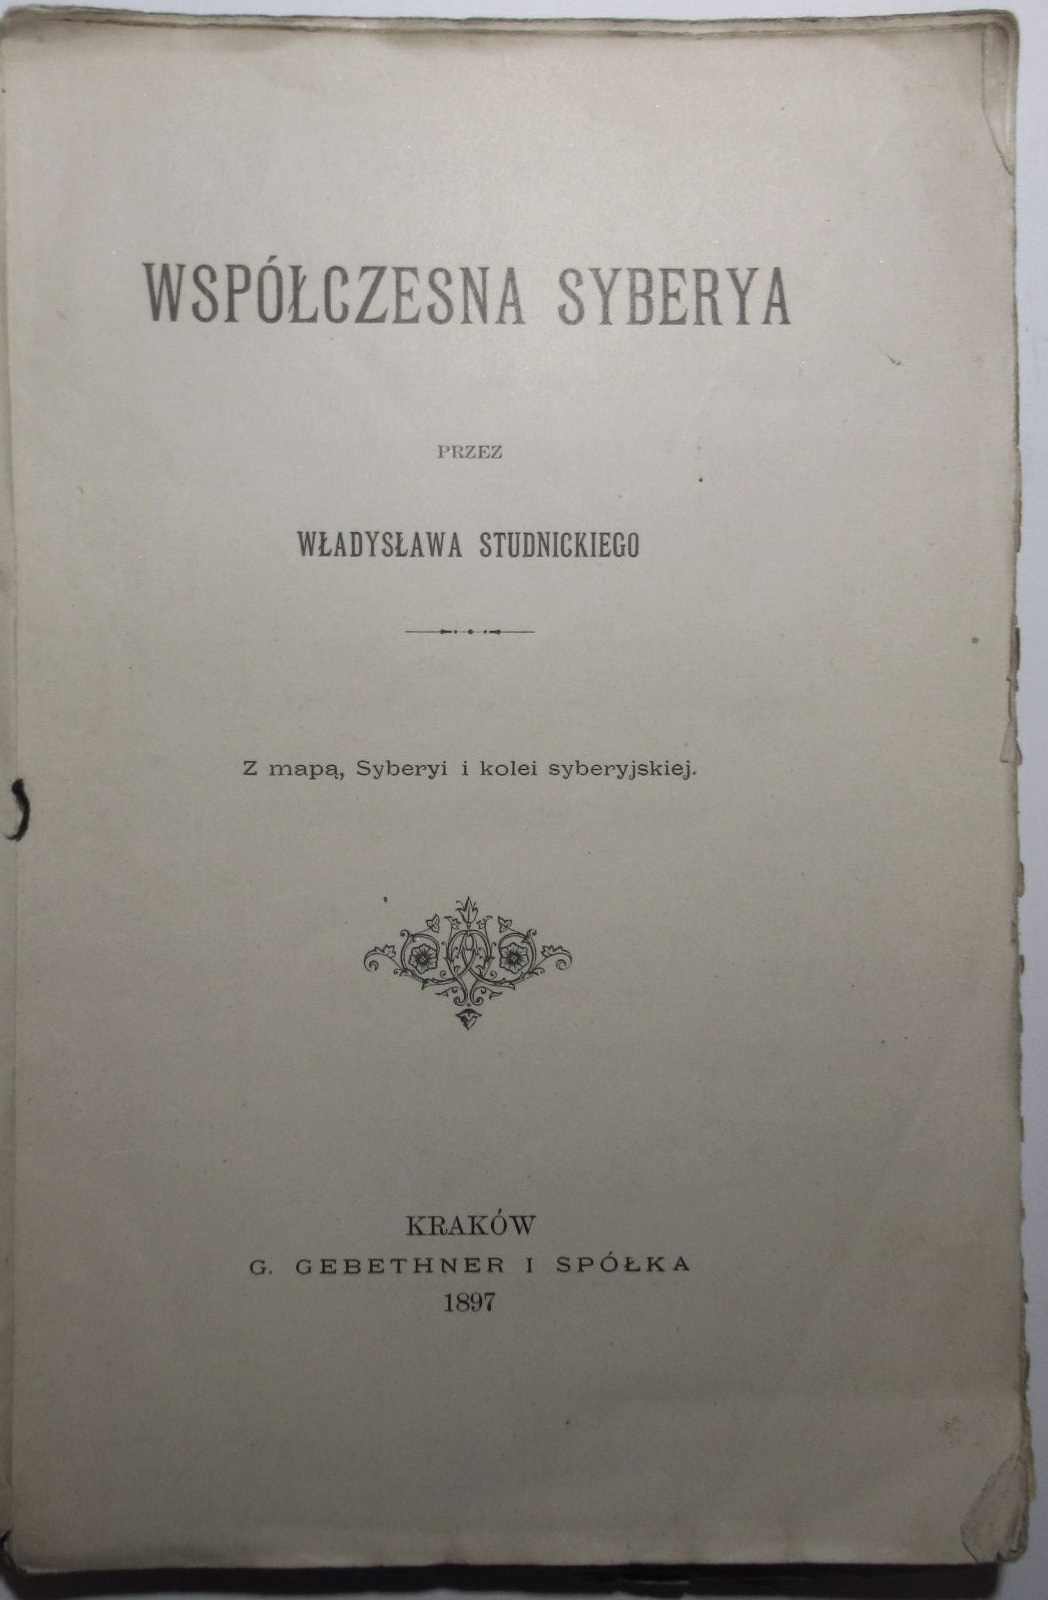 WSPÓŁCZESNA SYBERYA
PRZEZ
WŁADYSŁAWA STUDNICKIEGO
Z mapą, Syberyi i kolei syberyjskiej.
KRAKÓW
G. GEBETHNER I SPÓŁKA
1897